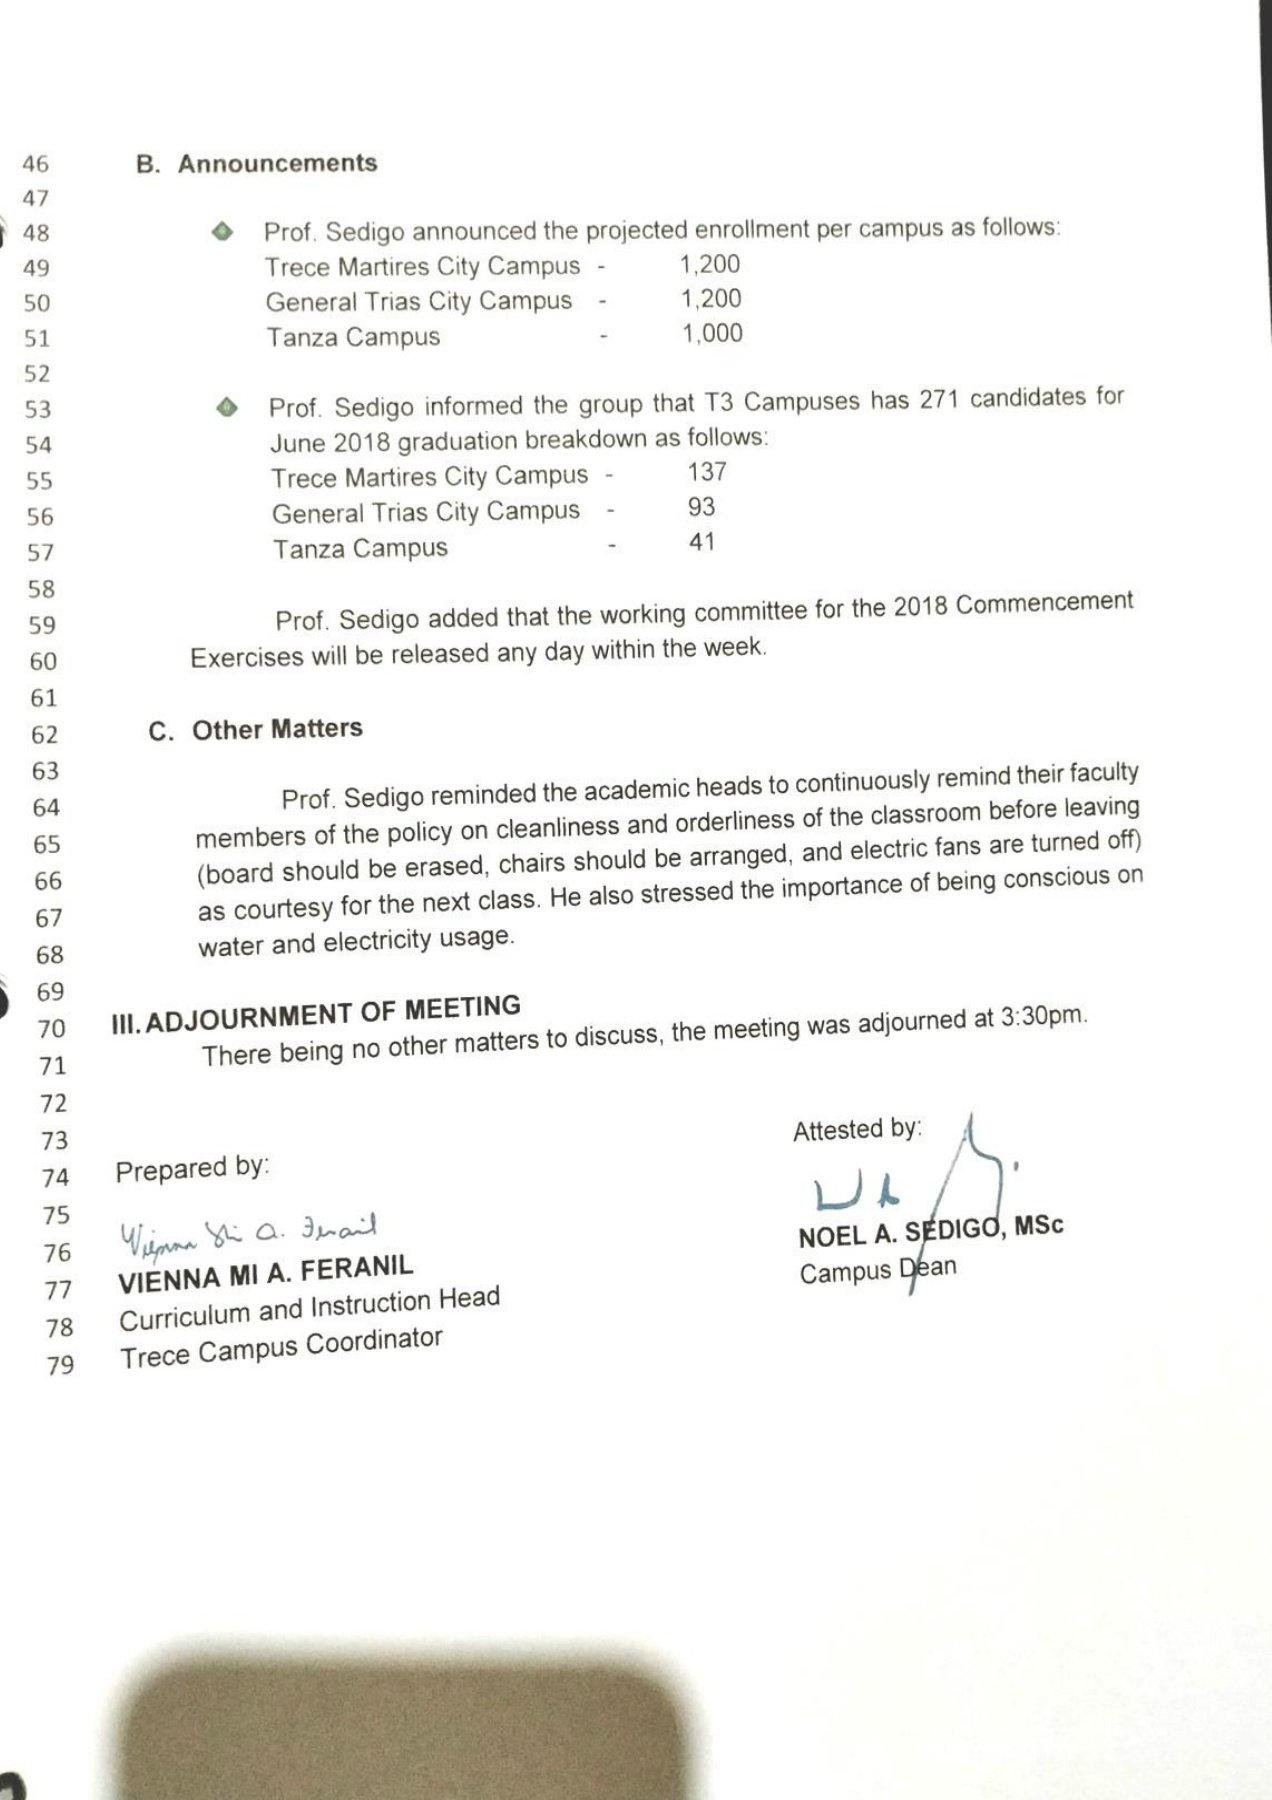 46 B. Announcements
47
48 Prof. Sedigo announced the projected enrollment per campus as follows:
49 Trece Martires City Campus - 1,200
50 General Trias City Campus - 1,200
51 Tanza Campus - 1,000
52
53 Prof. Sedigo informed the group that T3 Campuses has 271 candidates for
54 June 2018 graduation breakdown as follows:
55 Trece Martires City Campus - 137
56 General Trias City Campus - 93
57 Tanza Campus - 41
58
59 Prof. Sedigo added that the working committee for the 2018 Commencement
60 Exercises will be released any day within the week.
61
62 C. Other Matters
63
64 Prof. Sedigo reminded the academic heads to continuously remind their faculty
65 members of the policy on cleanliness and orderliness of the classroom before leaving
66 (board should be erased, chairs should be arranged, and electric fans are turned off)
67 as courtesy for the next class. He also stressed the importance of being conscious on
68 water and electricity usage.
69
70 III. ADJOURNMENT OF MEETING
71 There being no other matters to discuss, the meeting was adjourned at 3:30pm.
72
73 Attested by:
74 Prepared by:
75
76 NOEL A. SEDIGO, MSc
77 VIENNA MI A. FERANIL Campus Dean
78 Curriculum and Instruction Head
79 Trece Campus Coordinator